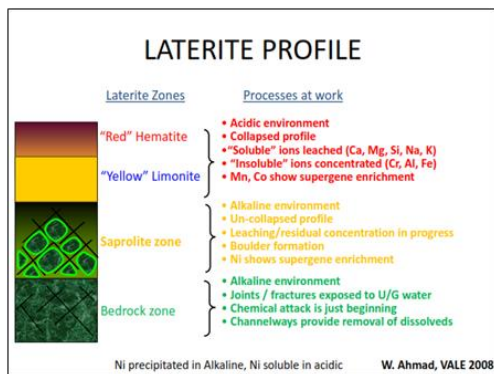 LATERITE PROFILE
Laterite Zones
Processes at work
"Red" Hematite
"Yellow" Limonite
• Acidic environment
• Collapsed profile
•"Soluble" ions leached (Ca, Mg, Si, Na, K)
• "Insoluble" ions concentrated (Cr, Al, Fe)
• Mn, Co show supergene enrichment
Saprolite zone
• Alkaline environment
• Un-collapsed profile
• Leaching/residual concentration in progress
• Boulder formation
• Ni shows supergene enrichment
Bedrock zone
• Alkaline environment
• Joints / fractures exposed to U/G water
• Chemical attack is just beginning
• Channelways provide removal of dissolveds
Ni precipitated in Alkaline, Ni soluble in acidic
W. Ahmad, VALE 2008